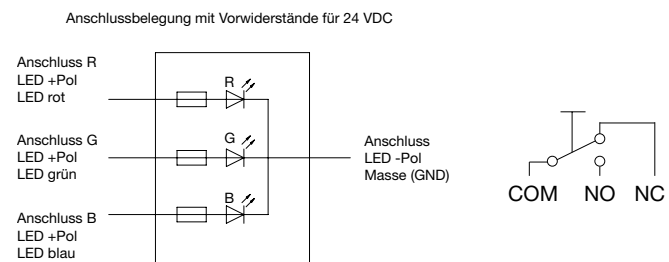 Anschlussbelegung mit Vorwiderstände für 24 VDC
Anschluss R
LED +Pol
LED rot
R
Anschluss G
LED +Pol
LED grün
G
Anschluss B
LED +Pol
LED blau
B
Anschluss
LED -Pol
Masse (GND)
COM NO NC